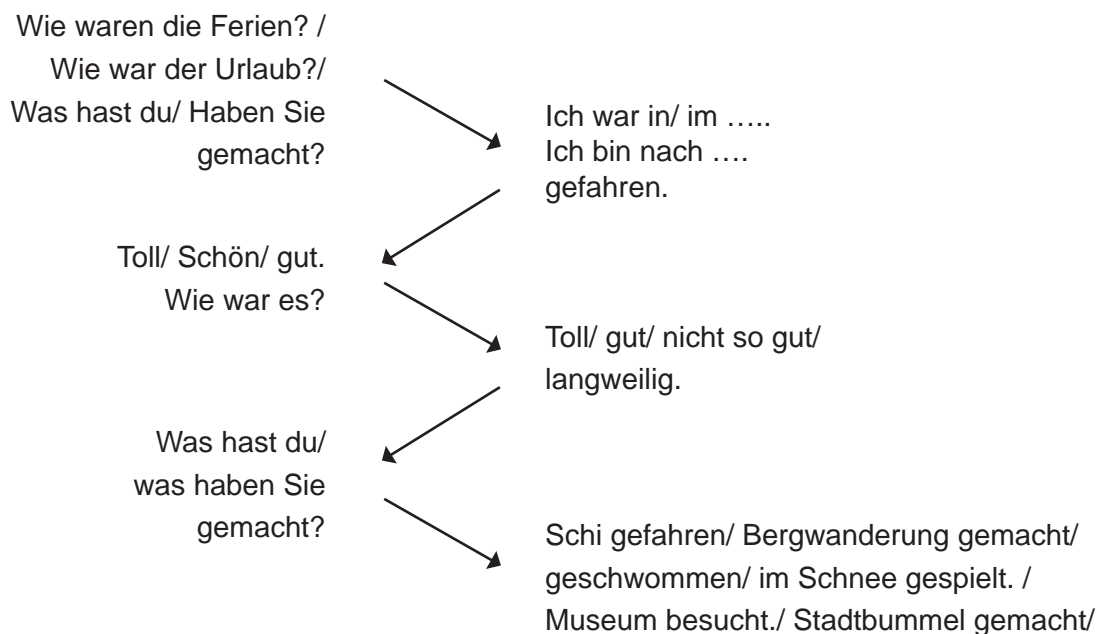 Wie waren die Ferien? /
Wie war der Urlaub?/
Was hast du/ Haben Sie
gemacht?
Ich war in/ im …..
Ich bin nach ….
gefahren.
Toll/ Schön/ gut.
Wie war es?
Toll/ gut/ nicht so gut/
langweilig.
Was hast du/
was haben Sie
gemacht?
Schi gefahren/ Bergwanderung gemacht/
geschwommen/ im Schnee gespielt. /
Museum besucht./ Stadtbummel gemacht/